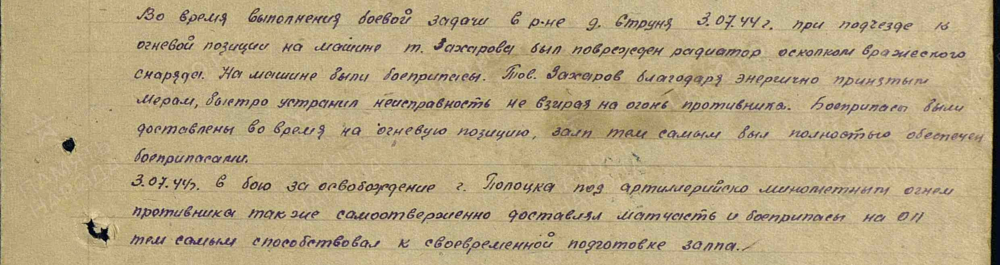 Во время выполнения боевой задачи в р-не д. Струня 3.07.44 г. при подъезде к
огневой позиции на машине т. Захарова был поврежден радиатор осколком вражеского
снаряда. На машине были боеприпасы. Тов. Захаров благодаря энергично принятым
мерам, быстро устранил неисправность не взирая на огонь противника. Боеприпасы были
доставлены во время на огневую позицию, залп тем самым был полностью обеспечен
боеприпасами.
3.07.44г. в бою за освобождение г. Полоцка под артиллерийско минометным огнем
противника также самоотверженно доставлял матчасть и боеприпасы на ОП
тем самым способствовал к своевременной подготовке залпа.